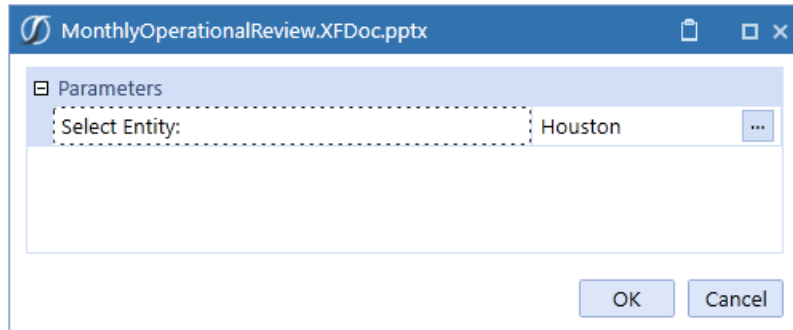 MonthlyOperationalReview.XFDoc.pptx
Parameters
Select Entity: Houston ...
OK Cancel